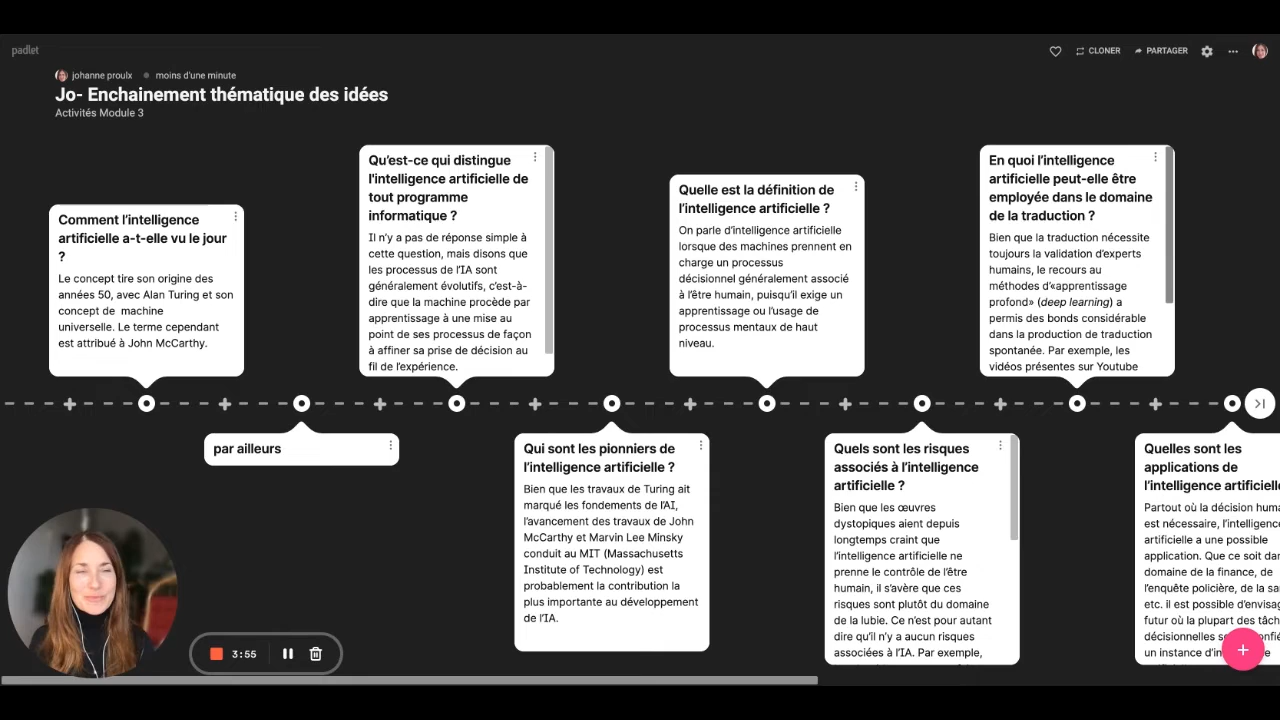 padlet
CLONER
PARTAGER
johanne proulx
moins d'une minute
Jo- Enchainement thématique des idées
Activités Module 3
Comment l'intelligence
artificielle a-t-elle vu le jour
?
Le concept tire son origine des
années 50, avec Alan Turing et son
concept de machine
universelle. Le terme cependant
est attribué à John McCarthy.
par ailleurs
Qu'est-ce qui distingue
l'intelligence artificielle de
tout programme
informatique ?
Il n'y a pas de réponse simple à
cette question, mais disons que
les processus de l'IA sont
généralement évolutifs, c'est-à-
dire que la machine procède par
apprentissage à une mise au
point de ses processus de façon
à affiner sa prise de décision au
fil de l'expérience.
Qui sont les pionniers de
l'intelligence artificielle ?
Bien que les travaux de Turing ait
marqué les fondements de l'AI,
l'avancement des travaux de John
McCarthy et Marvin Lee Minsky
conduit au MIT (Massachusetts
Institute of Technology) est
probablement la contribution la
plus importante au développement
de l'IA.
Quelle est la définition de
l'intelligence artificielle ?
On parle d'intelligence artificielle
lorsque des machines prennent en
charge un processus
décisionnel généralement associé
à l'être humain, puisqu'il exige un
apprentissage ou l'usage de
processus mentaux de haut
niveau.
Quels sont les risques
associés à l'intelligence
artificielle ?
Bien que les œuvres
dystopiques aient depuis
longtemps craint que
l'intelligence artificielle ne
prenne le contrôle de l'être
humain, il s'avère que ces
risques sont plutôt du domaine
de la lubie. Ce n'est pour autant
dire qu'il n'y a aucun risques
associées à l'IA. Par exemple,
En quoi l'intelligence
artificielle peut-elle être
employée dans le domaine
de la traduction ?
Bien que la traduction nécessite
toujours la validation d'experts
humains, le recours au
méthodes d'«apprentissage
profond» (deep learning) a
permis des bonds considérable
dans la production de traduction
spontanée. Par exemple, les
vidéos présentes sur Youtube
Quelles sont les
applications de
l'intelligence
Partout où la décision
est nécessaire,
artificielle a une possible
application. Que ce soit
domaine de la finance, de
l'enquête policière, de la
etc. il est possible
futur où la plupart des
décisionnelles
un instance
3:55